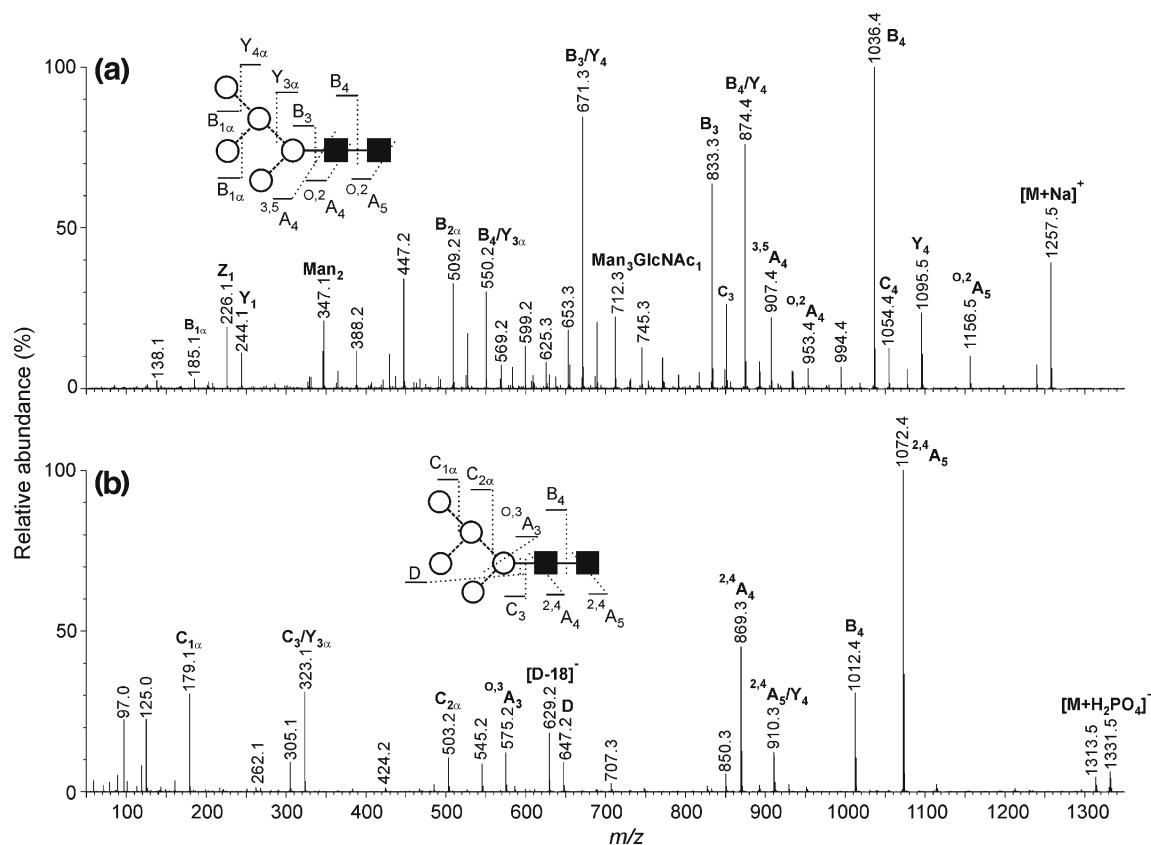 (a)
Y4α
Y3α
B4
B3
B1α
B1α
3,5A4
O,2A4
O,2A5
Relative abundance (%)
100
50
0
138.1
B1α
185.1
Z1
226.1
244.1 Y1
Man2
347.1
388.2
447.2
B2α
509.2
B4/Y3α
550.2
569.2
599.2
625.3
653.3
B3/Y4
671.3
Man3GlcNAc1
712.3
745.3
B3
833.3
C3
B4/Y4
874.4
3,5A4
907.4
O,2A4
953.4
994.4
1036.4 B4
C4
1054.4
Y4
1095.5
O,2A5
1156.5
[M+Na]+
1257.5
(b)
C1α
C2α
O,3A3
B4
D
C3
2,4A4
2,4A5
100
50
0
97.0
125.0
C1α
179.1
262.1
305.1
C3/Y3α
323.1
424.2
C2α
503.2
545.2
O,3A3
575.2
[D-18]-
629.2
D
647.2
707.3
850.3
2,4A4
869.3
2,4A5/Y4
910.3
B4
1012.4
1072.4 2,4A5
[M+H2PO4]-
1313.5
1331.5
100 200 300 400 500 600 700 800 900 1000 1100 1200 1300
m/z